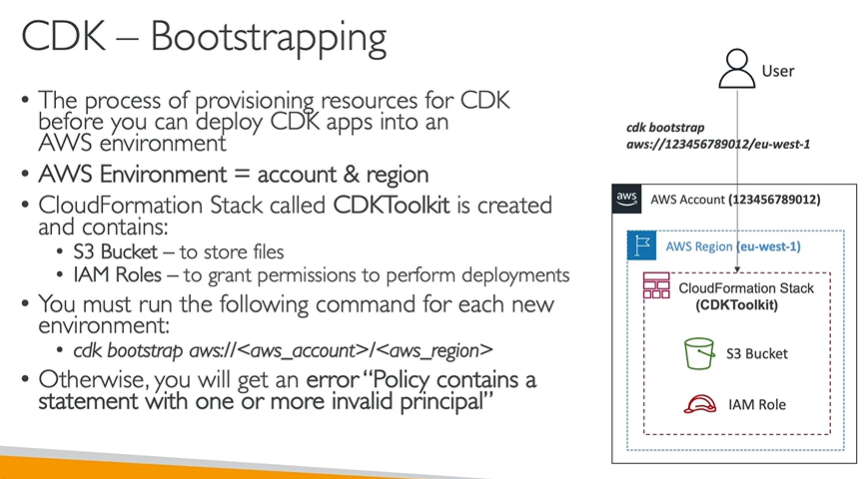 CDK – Bootstrapping
• The process of provisioning resources for CDK
before you can deploy CDK apps into an
AWS environment
• AWS Environment = account & region
• CloudFormation Stack called CDKToolkit is created
and contains:
• S3 Bucket – to store files
• IAM Roles – to grant permissions to perform deployments
• You must run the following command for each new
environment:
• cdk bootstrap aws://<aws_account>/<aws_region>
• Otherwise, you will get an error “Policy contains a
statement with one or more invalid principal”
User
cdk bootstrap
aws://123456789012/eu-west-1
aws
AWS Account (123456789012)
AWS Region (eu-west-1)
CloudFormation Stack
(CDKToolkit)
S3 Bucket
IAM Role